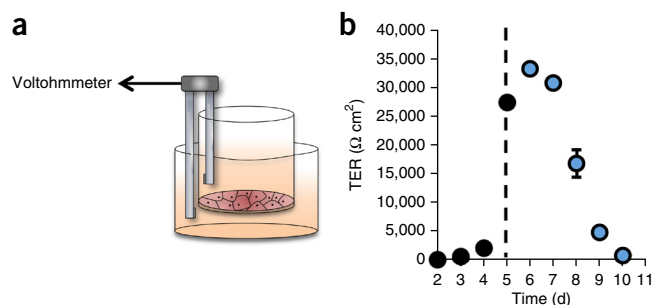 a
Voltohmmeter
b
TER (Ω cm²)
40,000
35,000
30,000
25,000
20,000
15,000
10,000
5,000
0
2 3 4 5 6 7 8 9 10 11
Time (d)